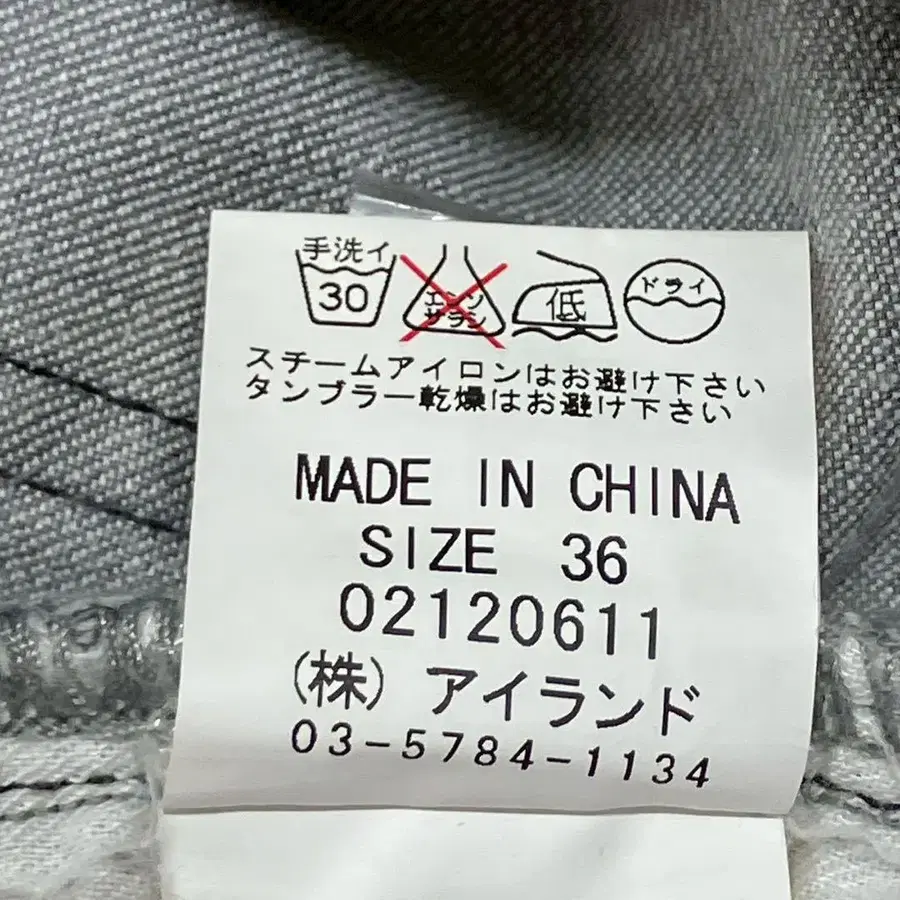 手洗イ
30
エンソ
サラシ
低
ドライ
スチームアイロンはお避け下さい
タンブラー乾燥はお避け下さい
MADE IN CHINA
SIZE 36
02120611
(株) アイランド
03-5784-1134